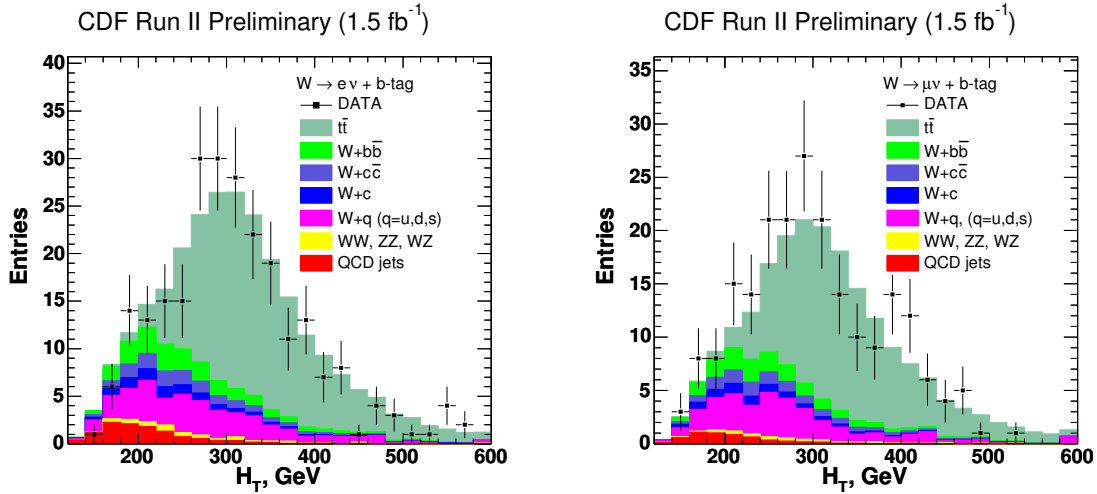 CDF Run II Preliminary (1.5 fb⁻¹)
Entries
40
35
30
25
20
15
10
5
0
W → eν + b-tag
DATA
tt̄
W+bb̄
W+cc̄
W+c
W+q (q=u,d,s)
WW, ZZ, WZ
QCD jets
200 300 400 500 600
H_T, GeV
CDF Run II Preliminary (1.5 fb⁻¹)
Entries
35
30
25
20
15
10
5
0
W → μν + b-tag
DATA
tt̄
W+bb̄
W+cc̄
W+c
W+q, (q=u,d,s)
WW, ZZ, WZ
QCD jets
200 300 400 500 600
H_T, GeV